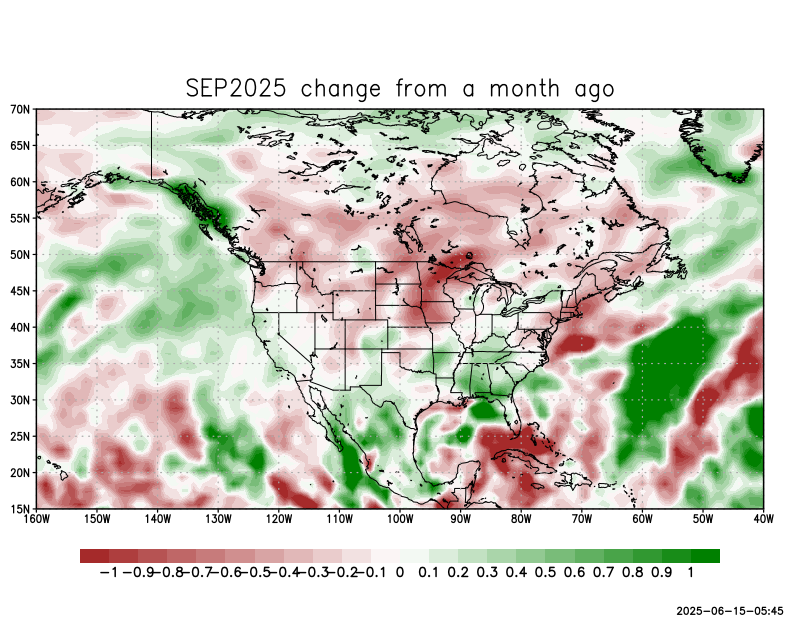 SEP2025 change from a month ago
70N
65N
60N
55N
50N
45N
40N
35N
30N
25N
20N
15N
160W 150W 140W 130W 120W 110W 100W 90W 80W 70W 60W 50W 40W
-1 -0.9 -0.8 -0.7 -0.6 -0.5 -0.4 -0.3 -0.2 -0.1 0 0.1 0.2 0.3 0.4 0.5 0.6 0.7 0.8 0.9 1
2025-06-15-05:45